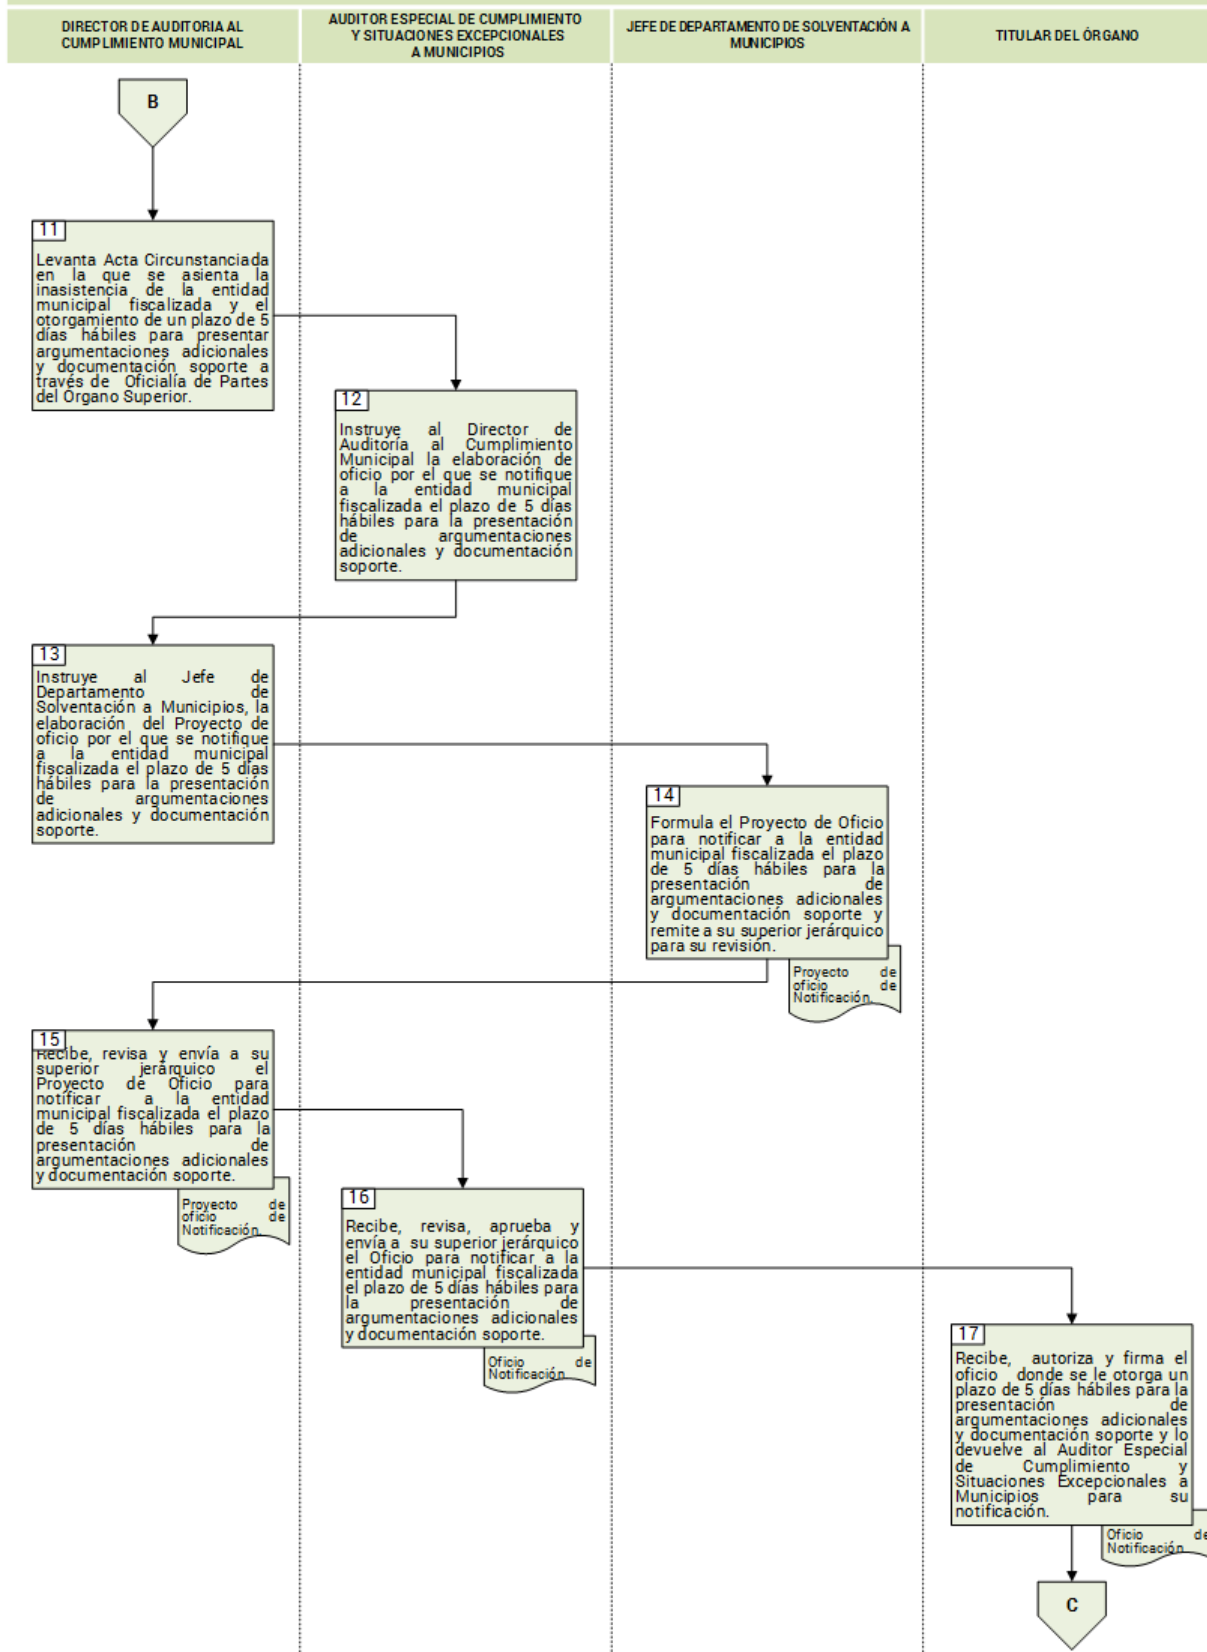 DIRECTOR DE AUDITORIA AL
CUMPLIMIENTO MUNICIPAL
AUDITOR ESPECIAL DE CUMPLIMIENTO
Y SITUACIONES EXCEPCIONALES
A MUNICIPIOS
JEFE DE DEPARTAMENTO DE SOLVENTACIÓN A
MUNICIPIOS
TITULAR DEL ÓRGANO
B
11
Levanta Acta Circunstanciada
en la que se asienta la
inasistencia de la entidad
municipal fiscalizada y el
otorgamiento de un plazo de 5
días hábiles para presentar
argumentaciones adicionales
y documentación soporte a
través de Oficialía de Partes
del Órgano Superior.
12
Instruye al Director de
Auditoría al Cumplimiento
Municipal la elaboración de
oficio por el que se notifique
a la entidad municipal
fiscalizada el plazo de 5 días
hábiles para la presentación
de argumentaciones
adicionales y documentación
soporte.
13
Instruye al Jefe de
Departamento de
Solventación a Municipios, la
elaboración del Proyecto de
oficio por el que se notifique
a la entidad municipal
fiscalizada el plazo de 5 días
hábiles para la presentación
de argumentaciones
adicionales y documentación
soporte.
14
Formula el Proyecto de Oficio
para notificar a la entidad
municipal fiscalizada el plazo
de 5 días hábiles para la
presentación de
argumentaciones adicionales
y documentación soporte y
remite a su superior jerárquico
para su revisión.
Proyecto de
oficio de
Notificación.
15
Recibe, revisa y envía a su
superior jerárquico el
Proyecto de Oficio para
notificar a la entidad
municipal fiscalizada el plazo
de 5 días hábiles para la
presentación de
argumentaciones adicionales
y documentación soporte.
Proyecto de
oficio de
Notificación.
16
Recibe, revisa, aprueba y
envía a su superior jerárquico
el Oficio para notificar a la
entidad municipal fiscalizada
el plazo de 5 días hábiles para
la presentación de
argumentaciones adicionales
y documentación soporte.
Oficio de
Notificación
17
Recibe, autoriza y firma el
oficio donde se le otorga un
plazo de 5 días hábiles para la
presentación de
argumentaciones adicionales
y documentación soporte y lo
devuelve al Auditor Especial
de Cumplimiento y
Situaciones Excepcionales a
Municipios para su
notificación.
Oficio de
Notificación
C